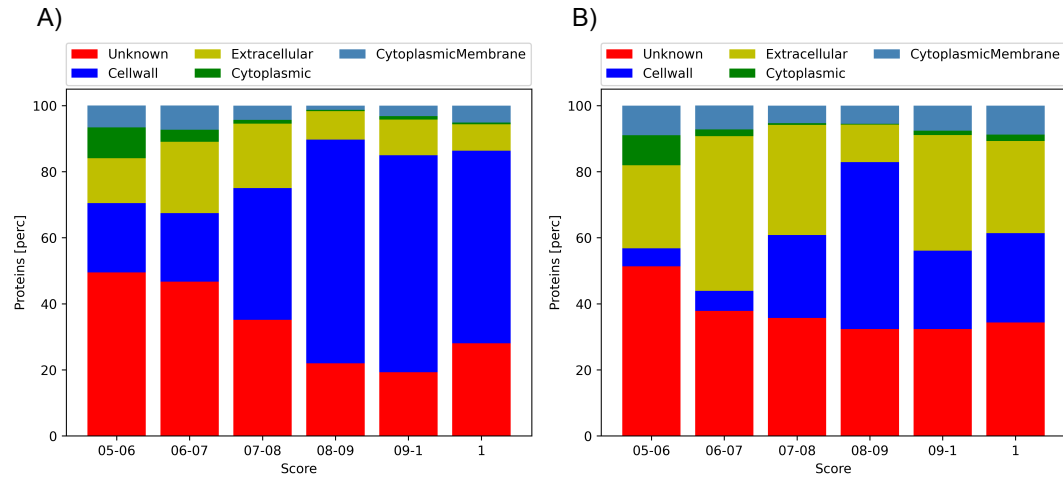 A)
Unknown Extracellular CytoplasmicMembrane
Cellwall Cytoplasmic
100
80
60
40
20
0
Proteins [perc]
05-06 06-07 07-08 08-09 09-1 1
Score
B)
Unknown Extracellular CytoplasmicMembrane
Cellwall Cytoplasmic
100
80
60
40
20
0
Proteins [perc]
05-06 06-07 07-08 08-09 09-1 1
Score